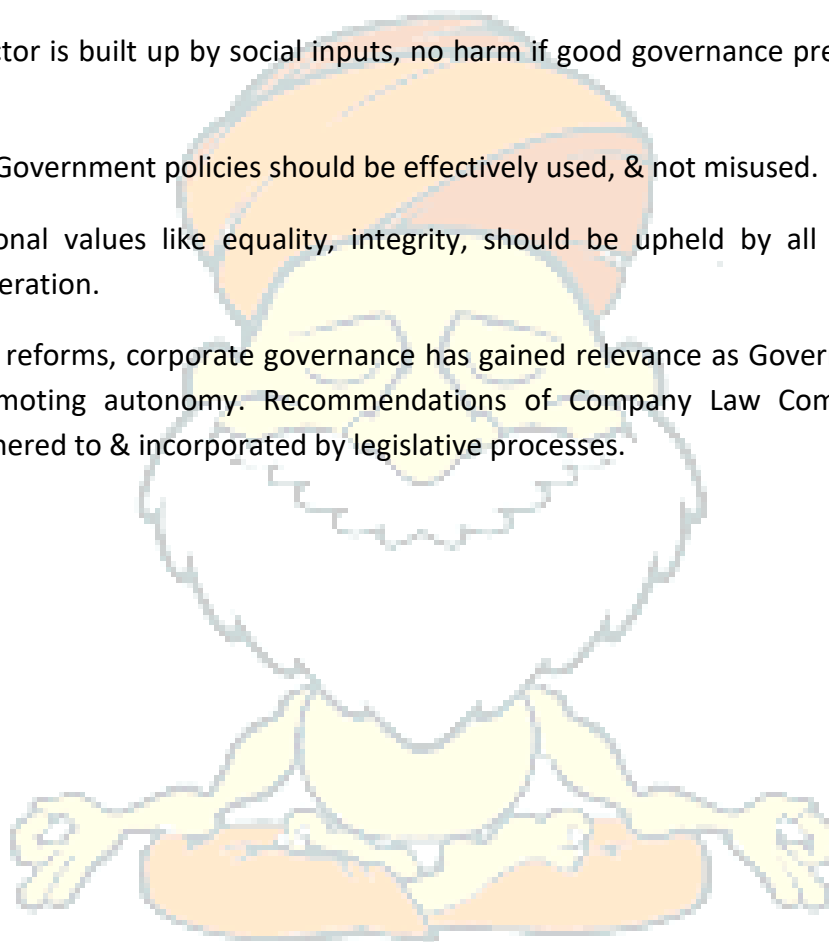 ctor is built up by social inputs, no harm if good governance pre
Government policies should be effectively used, & not misused.
onal values like equality, integrity, should be upheld by all
eration.
reforms, corporate governance has gained relevance as Gover
moting autonomy. Recommendations of Company Law Com
hered to & incorporated by legislative processes.